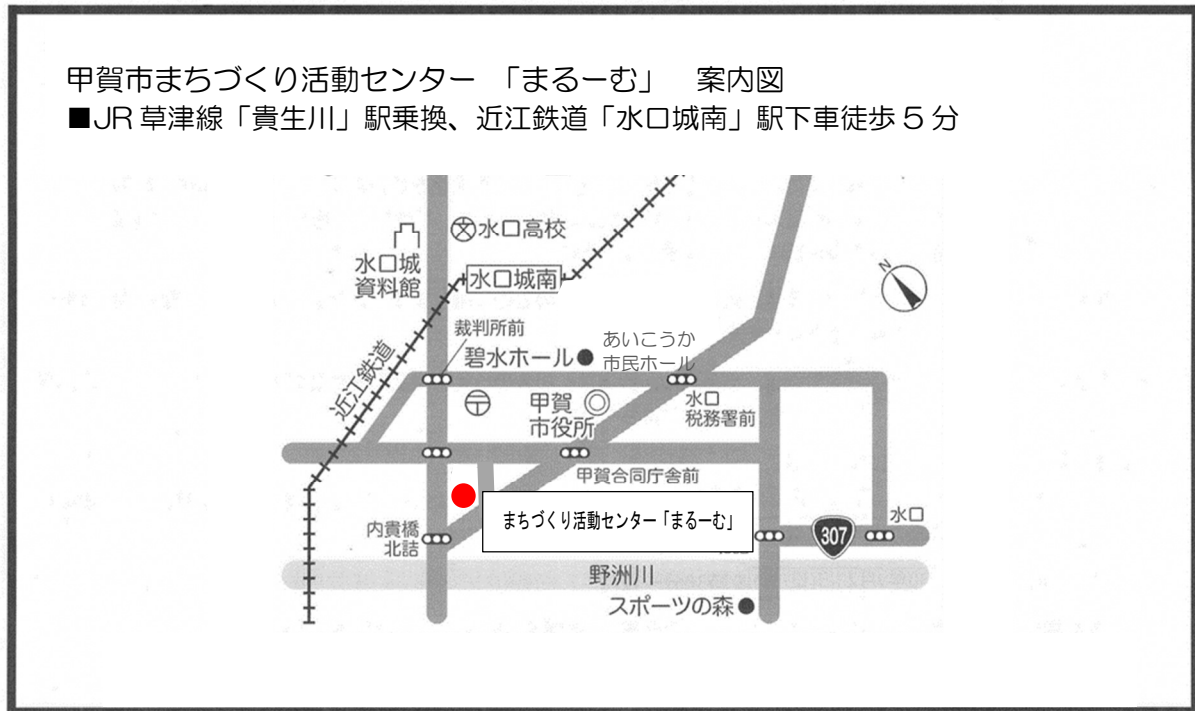 甲賀市まちづくり活動センター 「まるーむ」 案内図
■JR草津線「貴生川」駅乗換、近江鉄道「水口城南」駅下車徒歩5分
水口高校
水口城
資料館
水口城南
N
裁判所前
碧水ホール
あいこうか
市民ホール
近江鉄道
甲賀
市役所
水口
税務署前
甲賀合同庁舎前
まちづくり活動センター「まるーむ」
内貴橋
北詰
307
水口
野洲川
スポーツの森